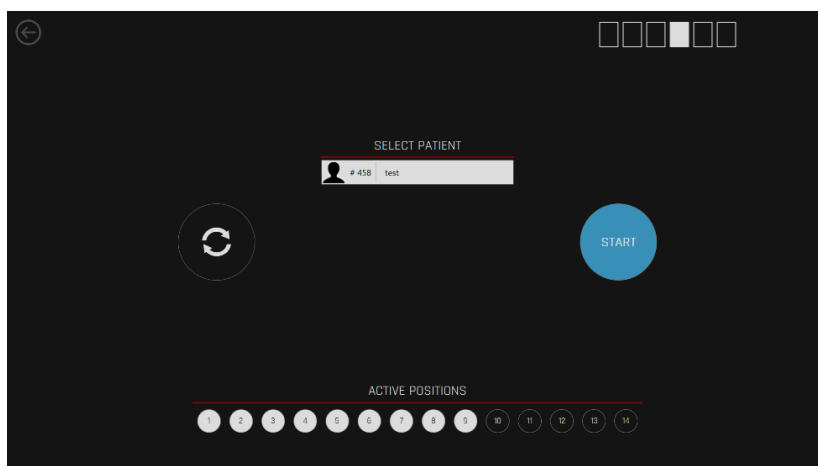 SELECT PATIENT
# 458 test
START
ACTIVE POSITIONS
1 2 3 4 5 6 7 8 9 10 11 12 13 14